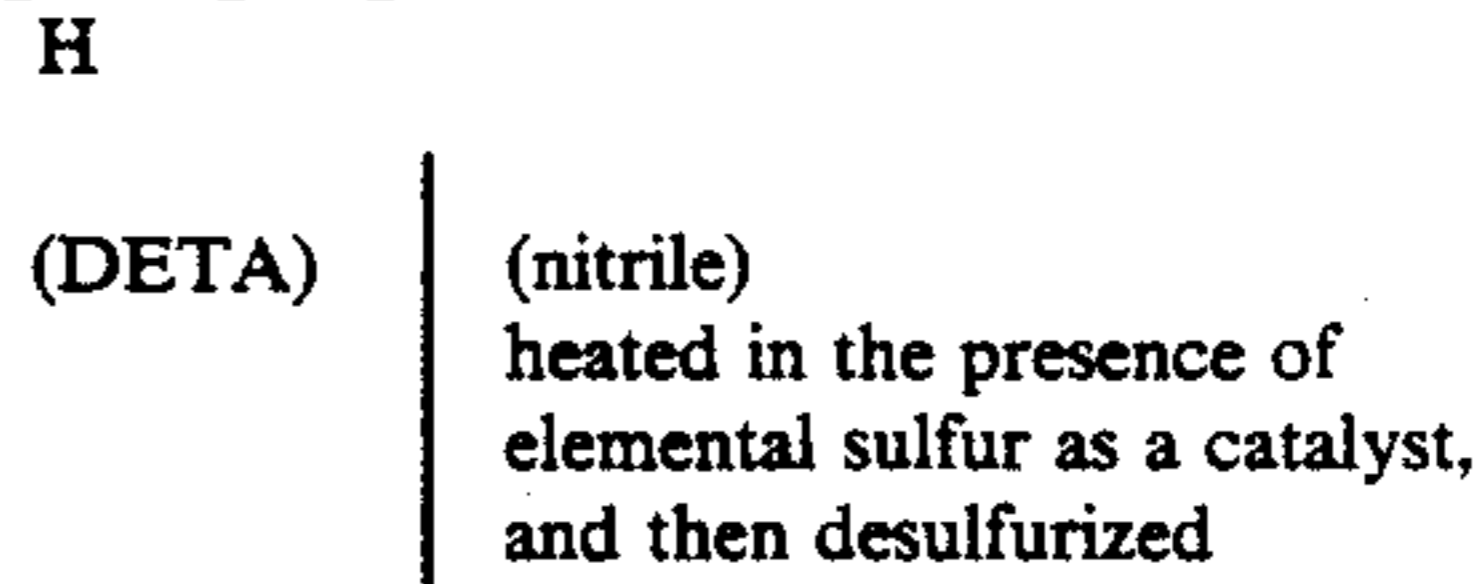 H
(DETA) (nitrile)
heated in the presence of
elemental sulfur as a catalyst,
and then desulfurized